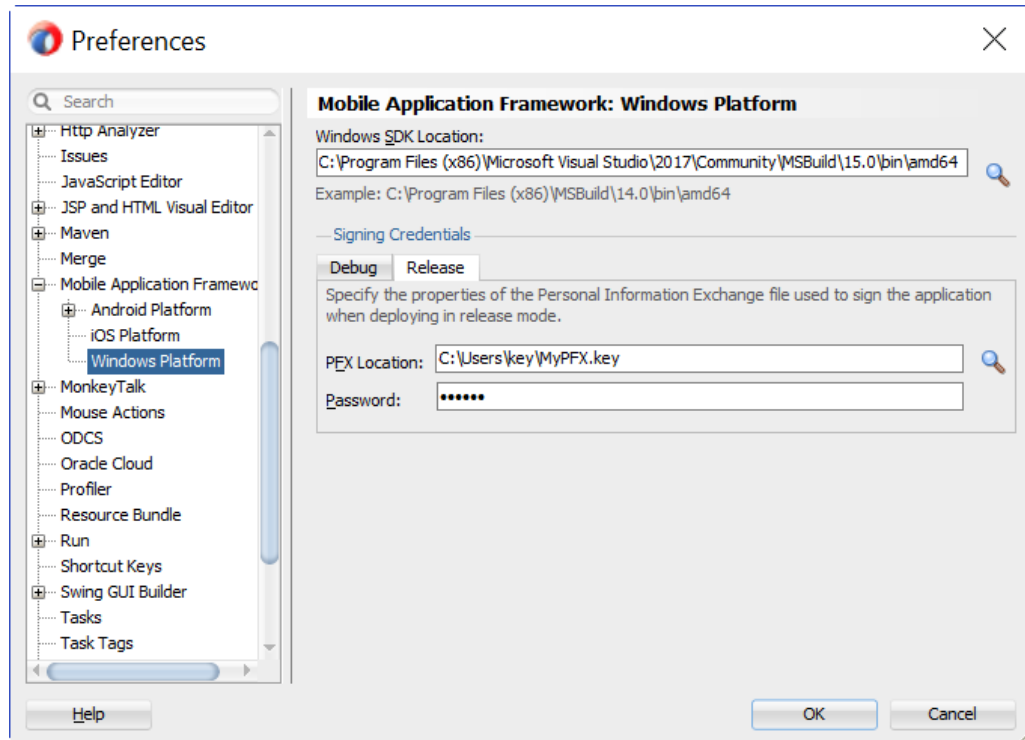 Preferences
Search
Http Analyzer
Issues
JavaScript Editor
JSP and HTML Visual Editor
Maven
Merge
Mobile Application Framewo
Android Platform
iOS Platform
Windows Platform
MonkeyTalk
Mouse Actions
ODCS
Oracle Cloud
Profiler
Resource Bundle
Run
Shortcut Keys
Swing GUI Builder
Tasks
Task Tags
Mobile Application Framework: Windows Platform
Windows SDK Location:
C:\Program Files (x86)\Microsoft Visual Studio\2017\Community\MSBuild\15.0\bin\amd64
Example: C:\Program Files (x86)\MSBuild\14.0\bin\amd64
Signing Credentials
Debug Release
Specify the properties of the Personal Information Exchange file used to sign the application
when deploying in release mode.
PFX Location: C:\Users\key\MyPFX.key
Password: ••••••
Help OK Cancel